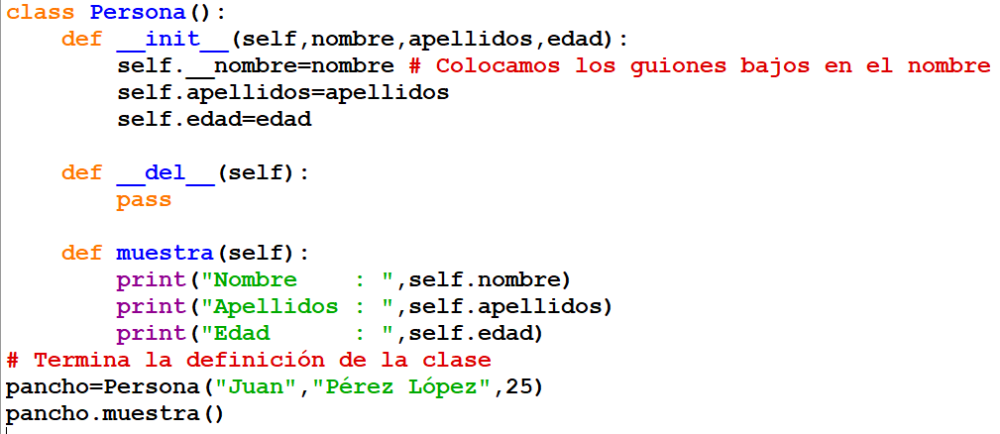 class Persona():
    def __init__(self,nombre,apellidos,edad):
        self.__nombre=nombre # Colocamos los guiones bajos en el nombre
        self.apellidos=apellidos
        self.edad=edad

    def __del__(self):
        pass

    def muestra(self):
        print("Nombre    : ",self.nombre)
        print("Apellidos : ",self.apellidos)
        print("Edad      : ",self.edad)
# Termina la definición de la clase
pancho=Persona("Juan","Pérez López",25)
pancho.muestra()